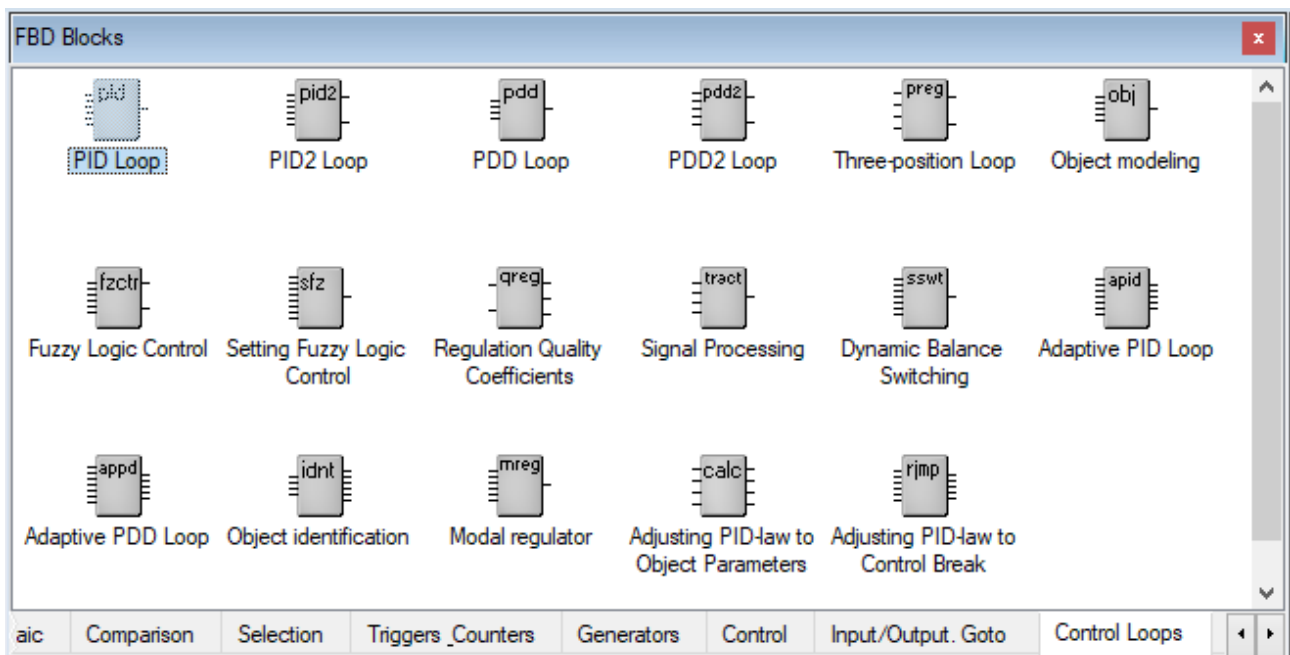 FBD Blocks
x
pid
pid2
pdd
pdd2
preg
obj
PID Loop
PID2 Loop
PDD Loop
PDD2 Loop
Three-position Loop
Object modeling
fzctr
sfz
qreg
tract
sswt
apid
Fuzzy Logic Control
Setting Fuzzy Logic
Control
Regulation Quality
Coefficients
Signal Processing
Dynamic Balance
Switching
Adaptive PID Loop
appd
idnt
mreg
calc
rjmp
Adaptive PDD Loop
Object identification
Modal regulator
Adjusting PID-law to
Object Parameters
Adjusting PID-law to
Control Break
aic
Comparison
Selection
Triggers _Counters
Generators
Control
Input/Output. Goto
Control Loops